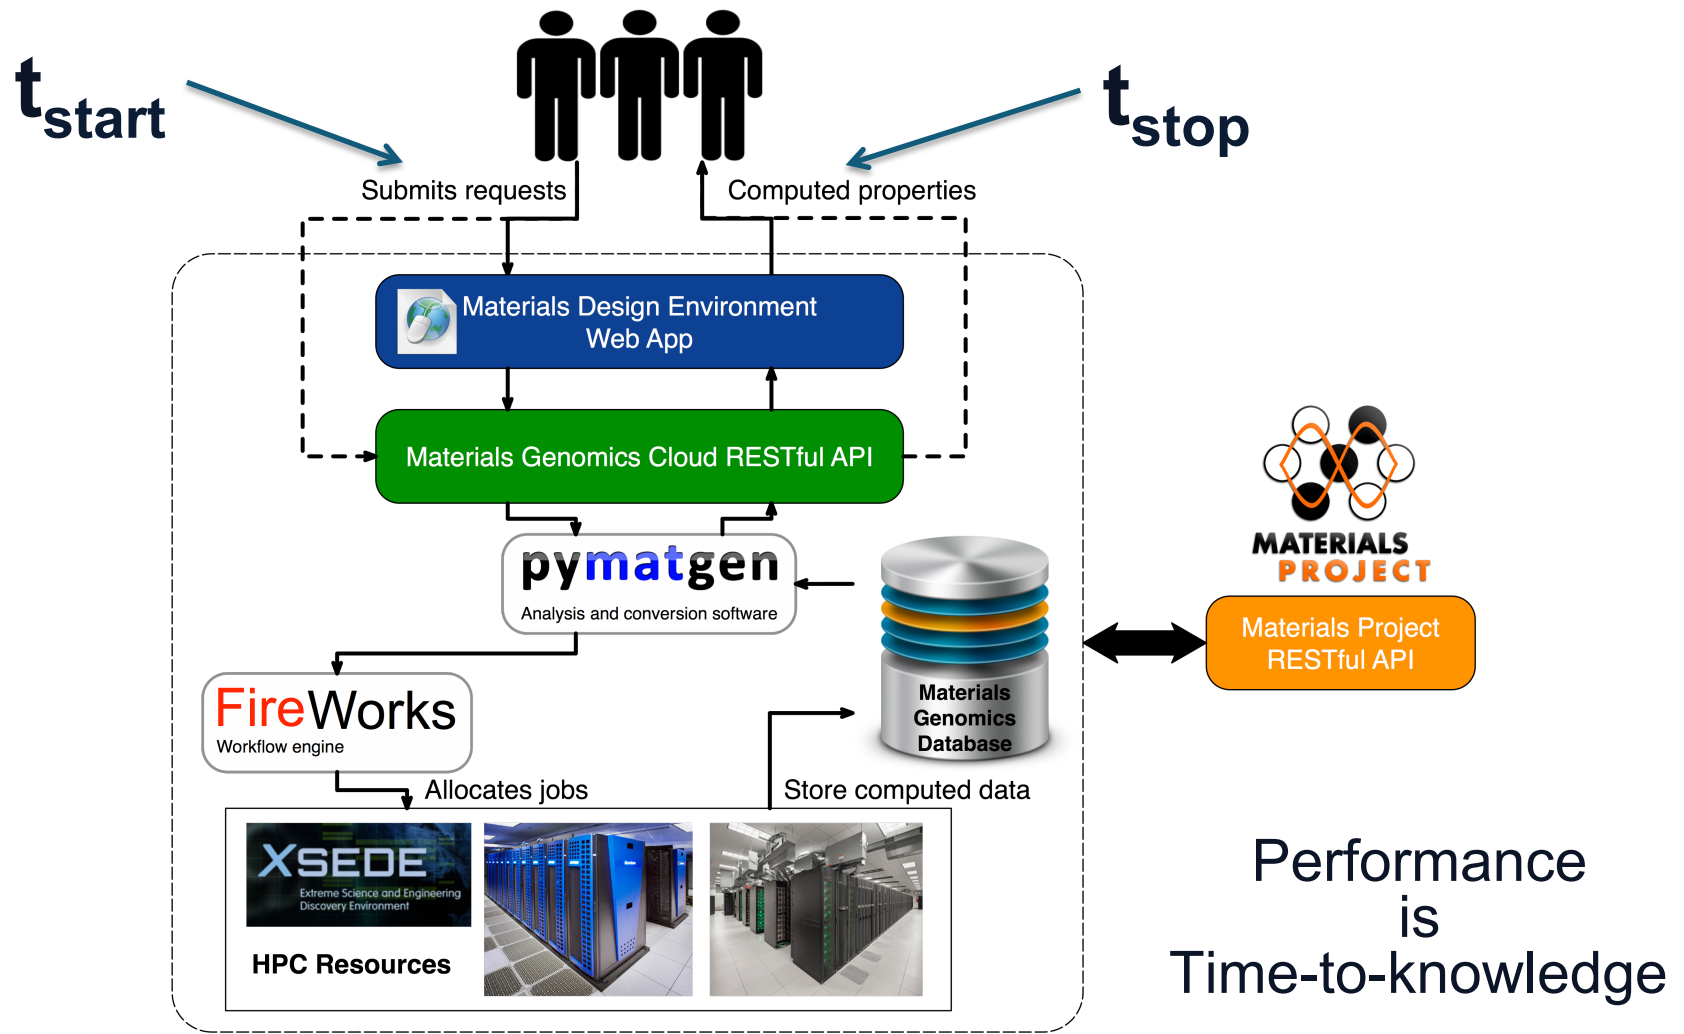 t_start
t_stop
Submits requests
Computed properties
Materials Design Environment
Web App
Materials Genomics Cloud RESTful API
pymatgen
Analysis and conversion software
MATERIALS
PROJECT
Materials Project
RESTful API
FireWorks
Workflow engine
Materials
Genomics
Database
Allocates jobs
Store computed data
XSEDE
Extreme Science and Engineering
Discovery Environment
HPC Resources
Performance
is
Time-to-knowledge